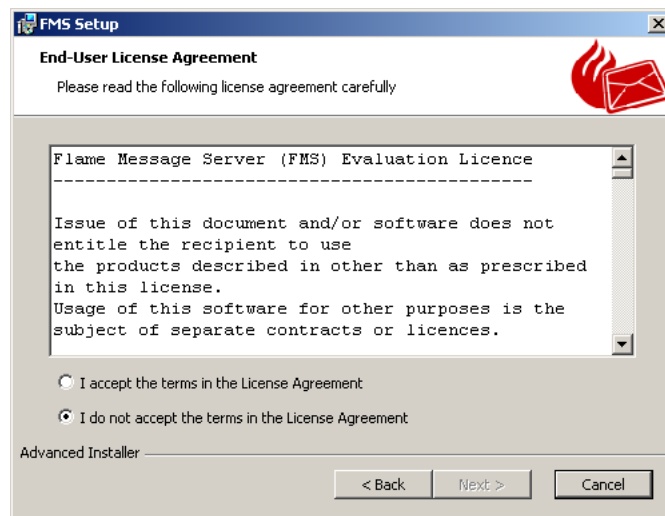 FMS Setup
End-User License Agreement
Please read the following license agreement carefully
Flame Message Server (FMS) Evaluation Licence
---------------------------------------------
Issue of this document and/or software does not
entitle the recipient to use
the products described in other than as prescribed
in this license.
Usage of this software for other purposes is the
subject of separate contracts or licences.
I accept the terms in the License Agreement
I do not accept the terms in the License Agreement
Advanced Installer
< Back
Next >
Cancel